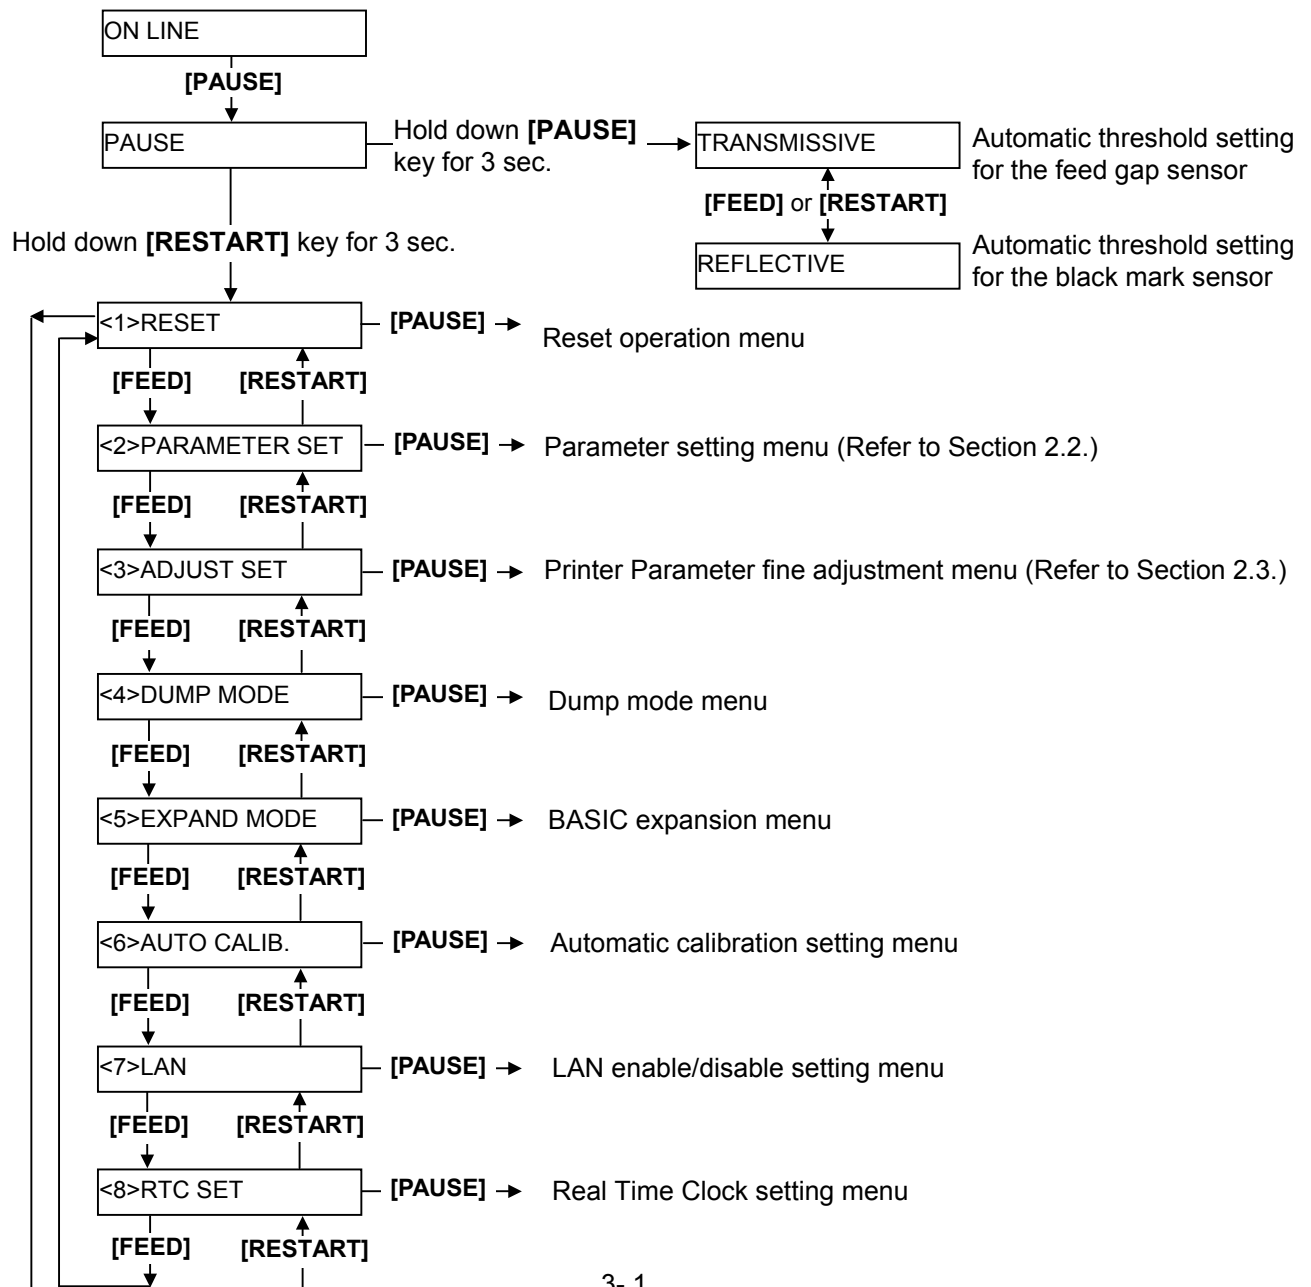 ON LINE
[PAUSE]
PAUSE
Hold down [PAUSE]
key for 3 sec.
TRANSMISSIVE
Automatic threshold setting
for the feed gap sensor
[FEED] or [RESTART]
Hold down [RESTART] key for 3 sec.
REFLECTIVE
Automatic threshold setting
for the black mark sensor
<1>RESET
[PAUSE]
Reset operation menu
[FEED]
[RESTART]
<2>PARAMETER SET
[PAUSE]
Parameter setting menu (Refer to Section 2.2.)
[FEED]
[RESTART]
<3>ADJUST SET
[PAUSE]
Printer Parameter fine adjustment menu (Refer to Section 2.3.)
[FEED]
[RESTART]
<4>DUMP MODE
[PAUSE]
Dump mode menu
[FEED]
[RESTART]
<5>EXPAND MODE
[PAUSE]
BASIC expansion menu
[FEED]
[RESTART]
<6>AUTO CALIB.
[PAUSE]
Automatic calibration setting menu
[FEED]
[RESTART]
<7>LAN
[PAUSE]
LAN enable/disable setting menu
[FEED]
[RESTART]
<8>RTC SET
[PAUSE]
Real Time Clock setting menu
[FEED]
[RESTART]
3- 1